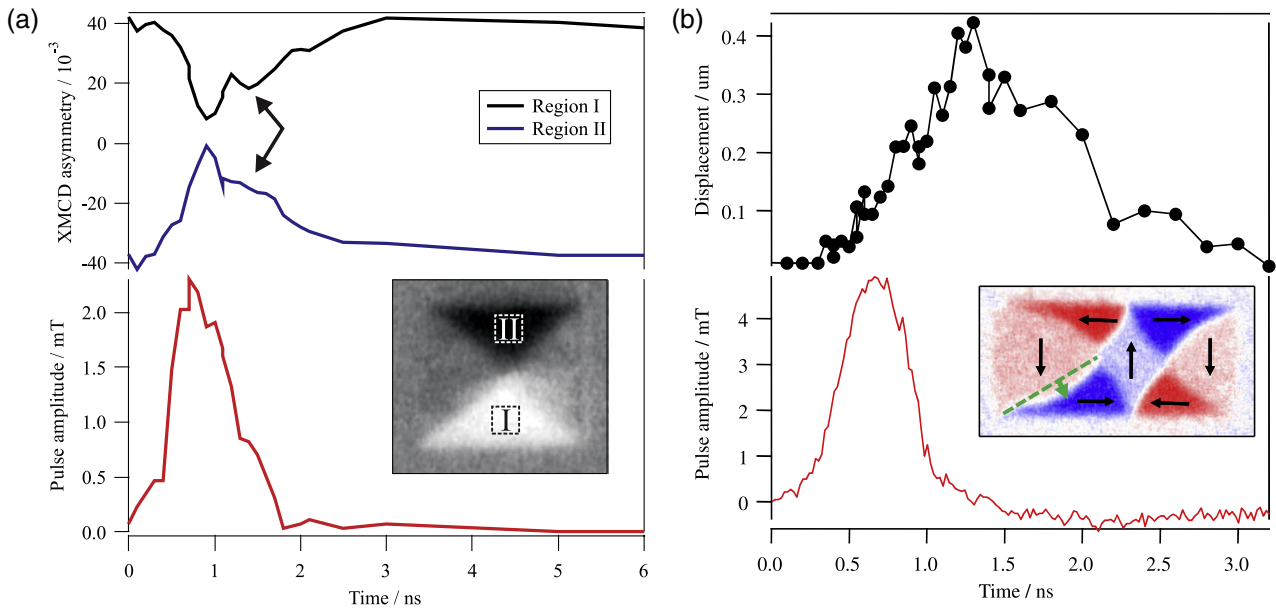 (a)
XMCD asymmetry / 10⁻³
40
20
0
-20
-40
Region I
Region II
Pulse amplitude / mT
2.0
1.5
1.0
0.5
0.0
II
I
0
1
2
3
4
5
6
Time / ns
(b)
Displacement / um
0.4
0.3
0.2
0.1
Pulse amplitude / mT
4
3
2
1
0
0.0
0.5
1.0
1.5
2.0
2.5
3.0
Time / ns